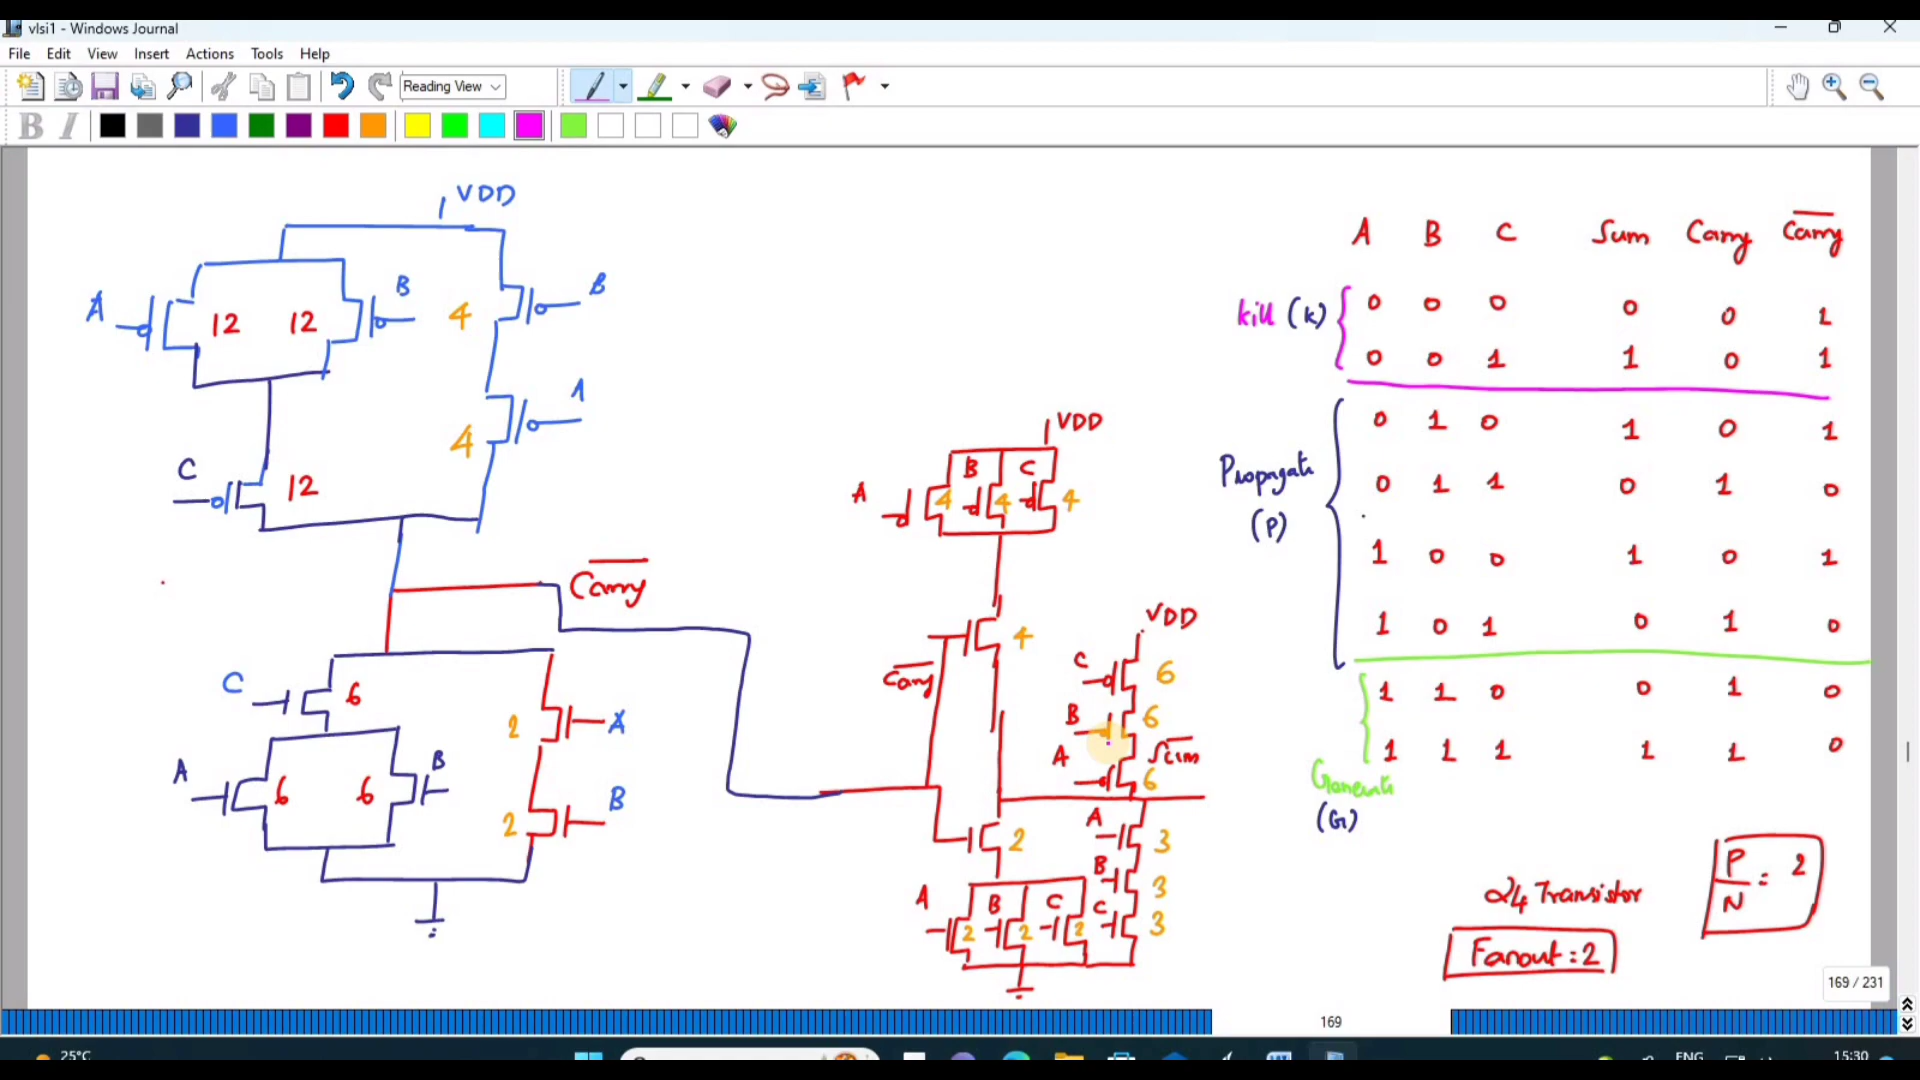 vlsi1 - Windows Journal
File Edit View Insert Actions Tools Help
Reading View
B I
VDD
A 12 12 B 4 B
4 A
C 12
Carry
C 6 2 A
A 6 6 B 2 B
VDD
A B C
4 4 4
Carry 4
VDD
C 6
B 6
A Sum 6
2 A 3
B 3
A B C C 3
2 2 2
A B C Sum Carry Carry
kill (K)
0 0 0 0 0 1
0 0 1 1 0 1
Propagate
(P)
0 1 0 1 0 1
0 1 1 0 1 0
1 0 0 1 0 1
1 0 1 0 1 0
Generate
(G)
1 1 0 0 1 0
1 1 1 1 1 0
24 Transistor
Fanout : 2
P/N = 2
169 / 231
169
25°C
ENG
15:30